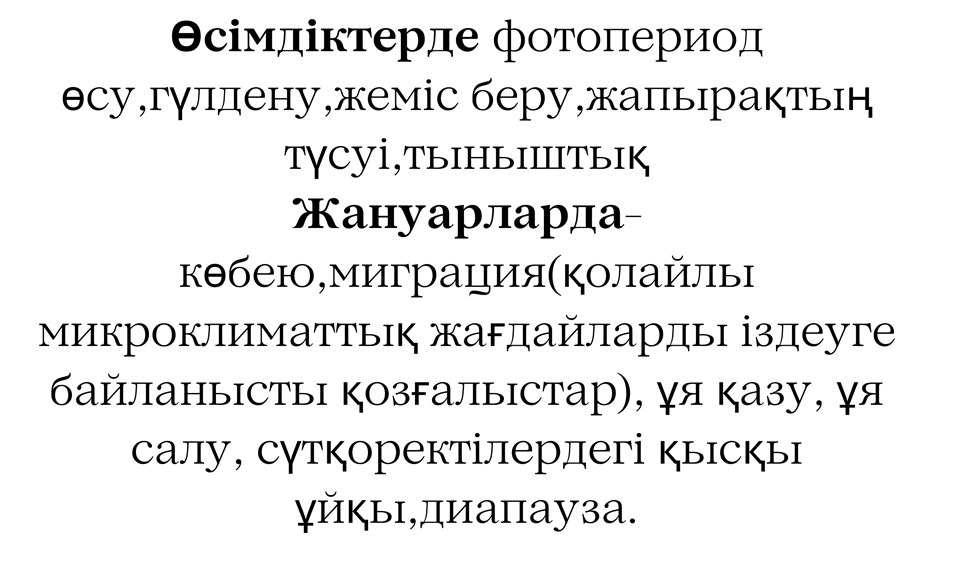 Өсімдіктерде фотопериод
өсу,гүлдену,жеміс беру,жапырақтың
түсуі,тыныштық
Жануарларда–
көбею,миграция(қолайлы
микроклиматтық жағдайларды іздеуге
байланысты қозғалыстар), ұя қазу, ұя
салу, сүтқоректілердегі қысқы
ұйқы,диапауза.